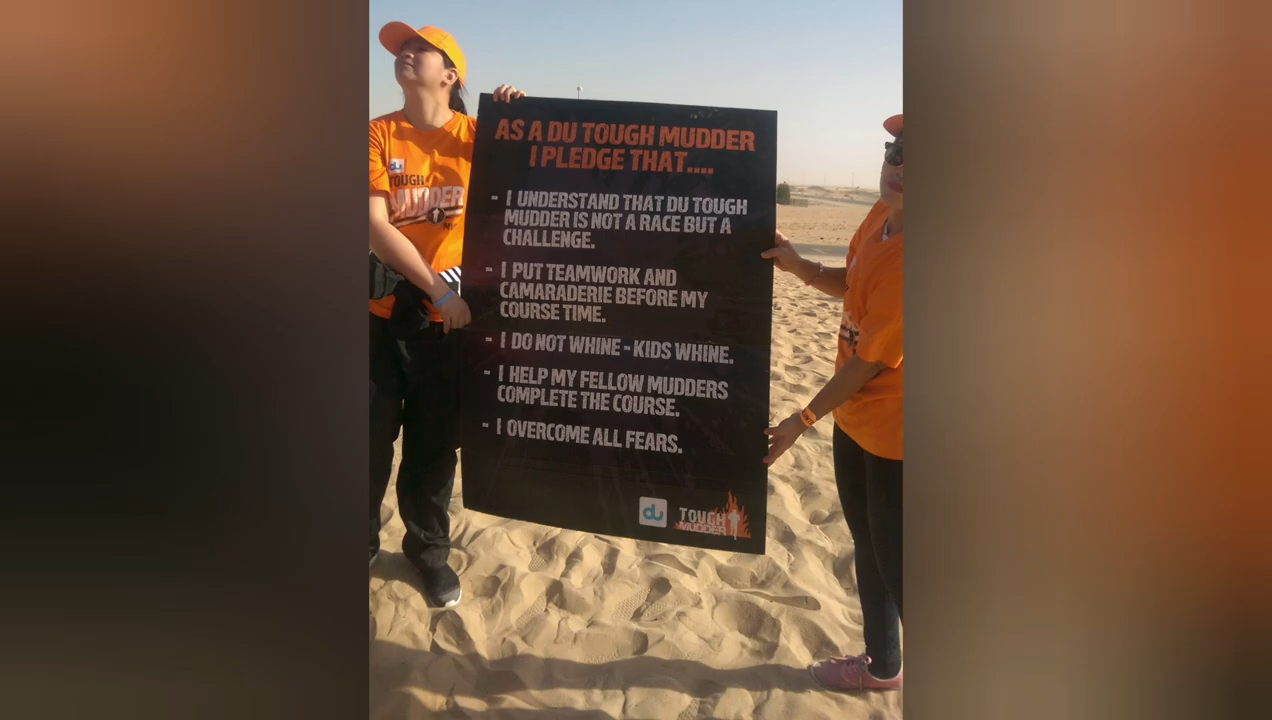 AS A DU TOUGH MUDDER
I PLEDGE THAT....
- I UNDERSTAND THAT DU TOUGH
MUDDER IS NOT A RACE BUT A
CHALLENGE.
- I PUT TEAMWORK AND
CAMARADERIE BEFORE MY
COURSE TIME.
- I DO NOT WHINE - KIDS WHINE.
- I HELP MY FELLOW MUDDERS
COMPLETE THE COURSE.
- I OVERCOME ALL FEARS.
du
TOUGH
MUDDER
du
TOUGH
MUDDER